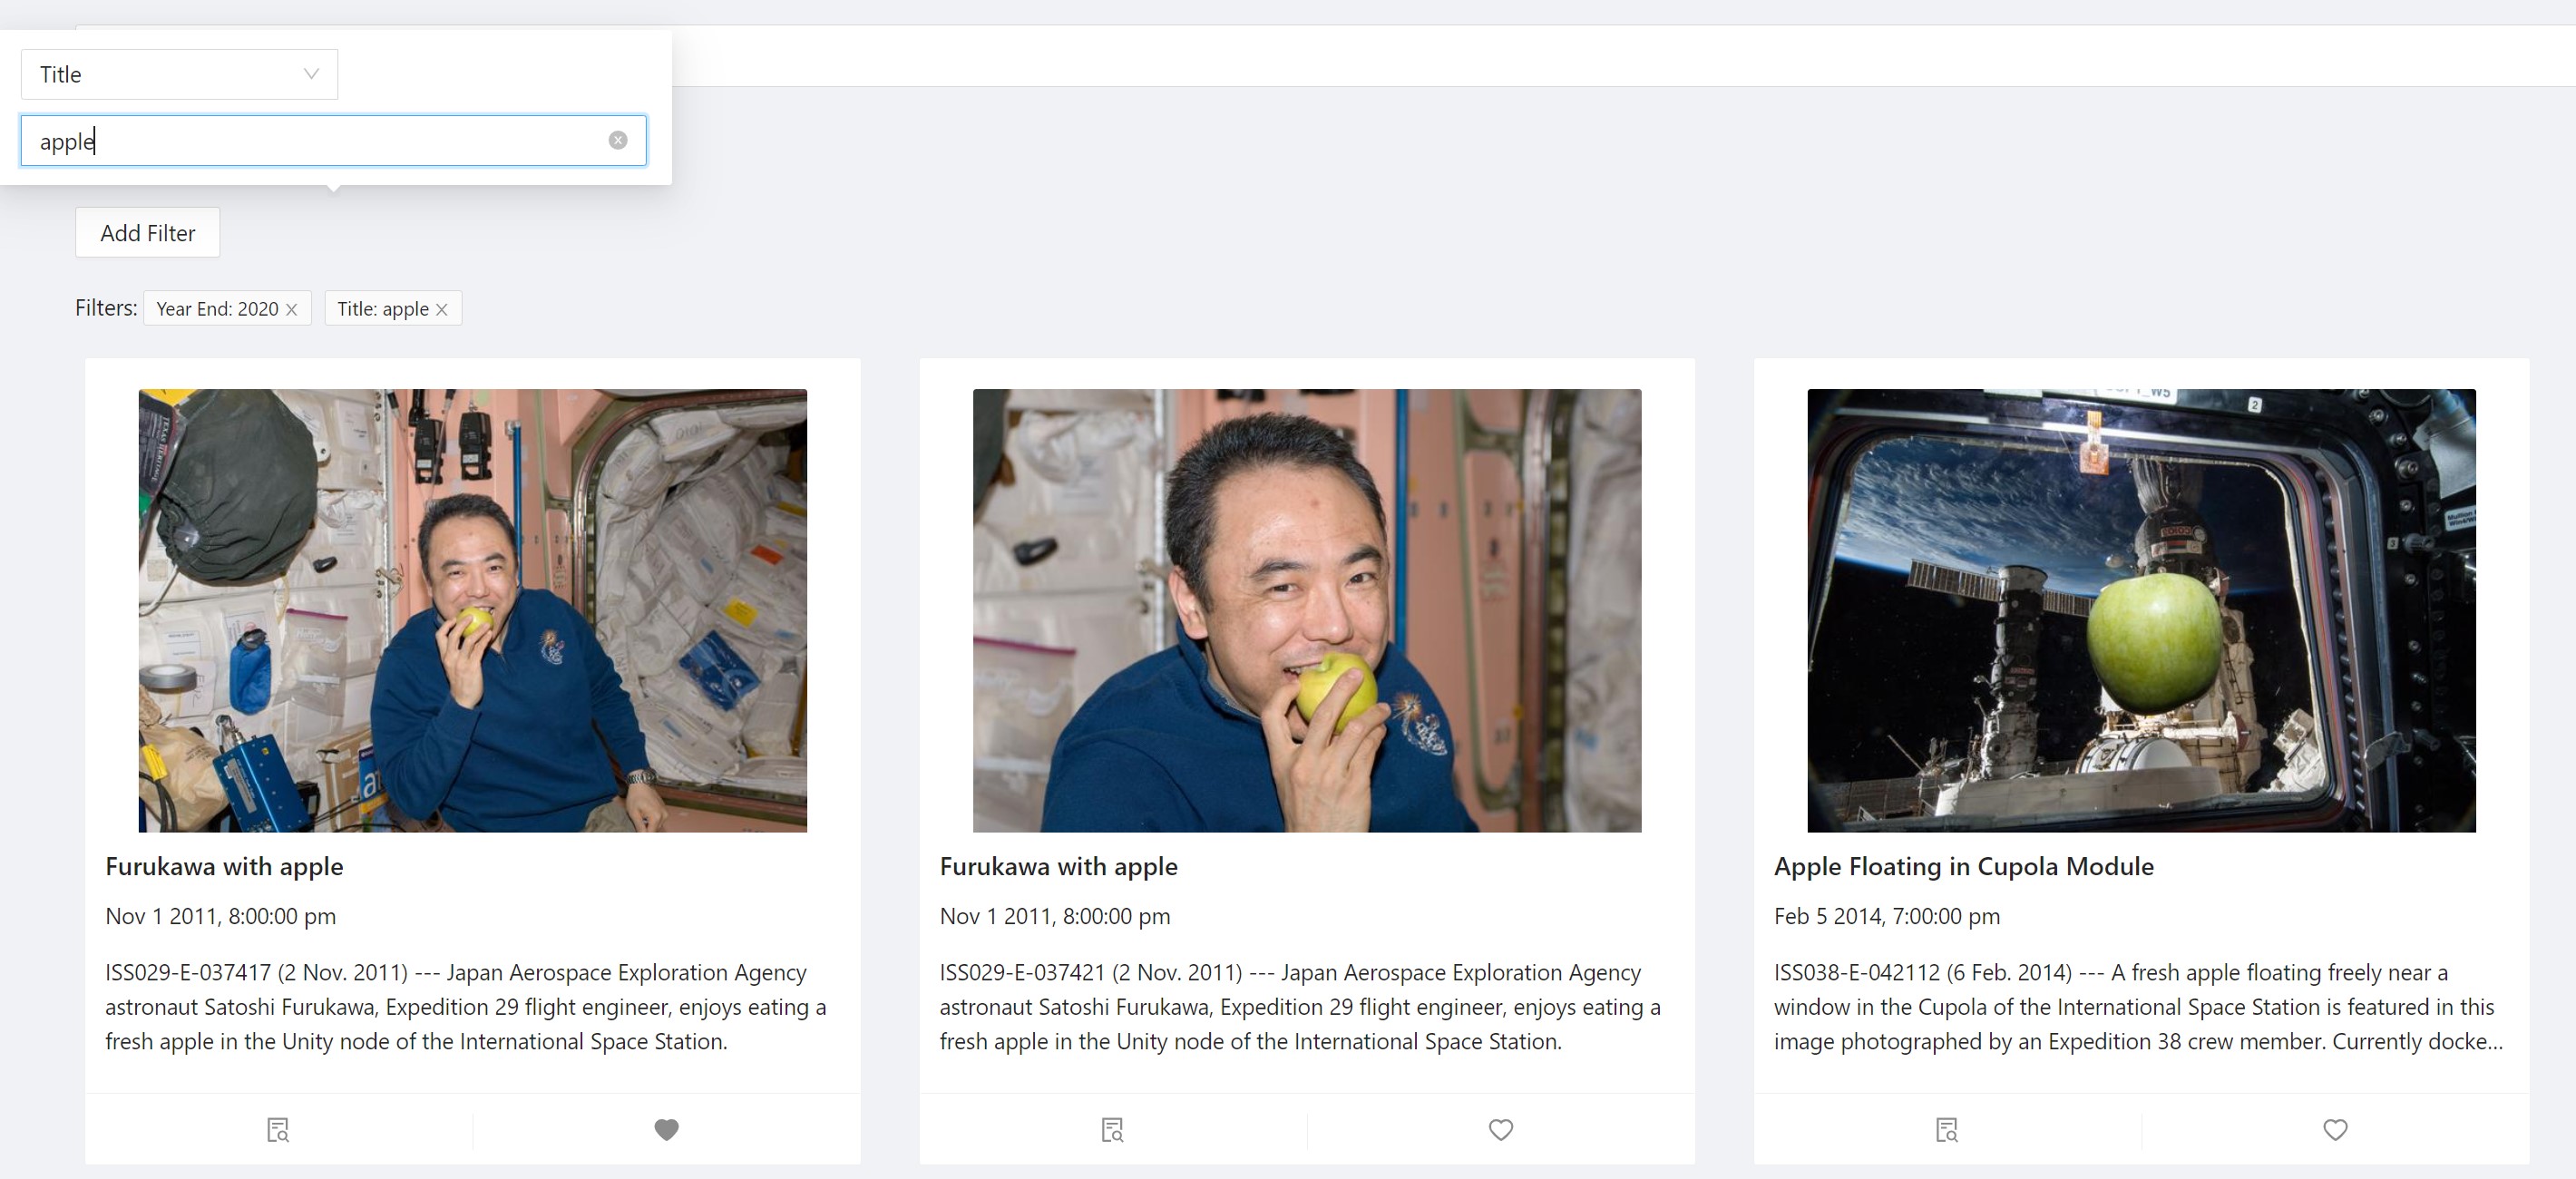 Title
apple
Add Filter
Filters: Year End: 2020 Title: apple
TEXAS HERITAGE
W5
2
3
Furukawa with apple
Nov 1 2011, 8:00:00 pm
ISS029-E-037417 (2 Nov. 2011) --- Japan Aerospace Exploration Agency
astronaut Satoshi Furukawa, Expedition 29 flight engineer, enjoys eating a
fresh apple in the Unity node of the International Space Station.
Furukawa with apple
Nov 1 2011, 8:00:00 pm
ISS029-E-037421 (2 Nov. 2011) --- Japan Aerospace Exploration Agency
astronaut Satoshi Furukawa, Expedition 29 flight engineer, enjoys eating a
fresh apple in the Unity node of the International Space Station.
Apple Floating in Cupola Module
Feb 5 2014, 7:00:00 pm
ISS038-E-042112 (6 Feb. 2014) --- A fresh apple floating freely near a
window in the Cupola of the International Space Station is featured in this
image photographed by an Expedition 38 crew member. Currently docke...